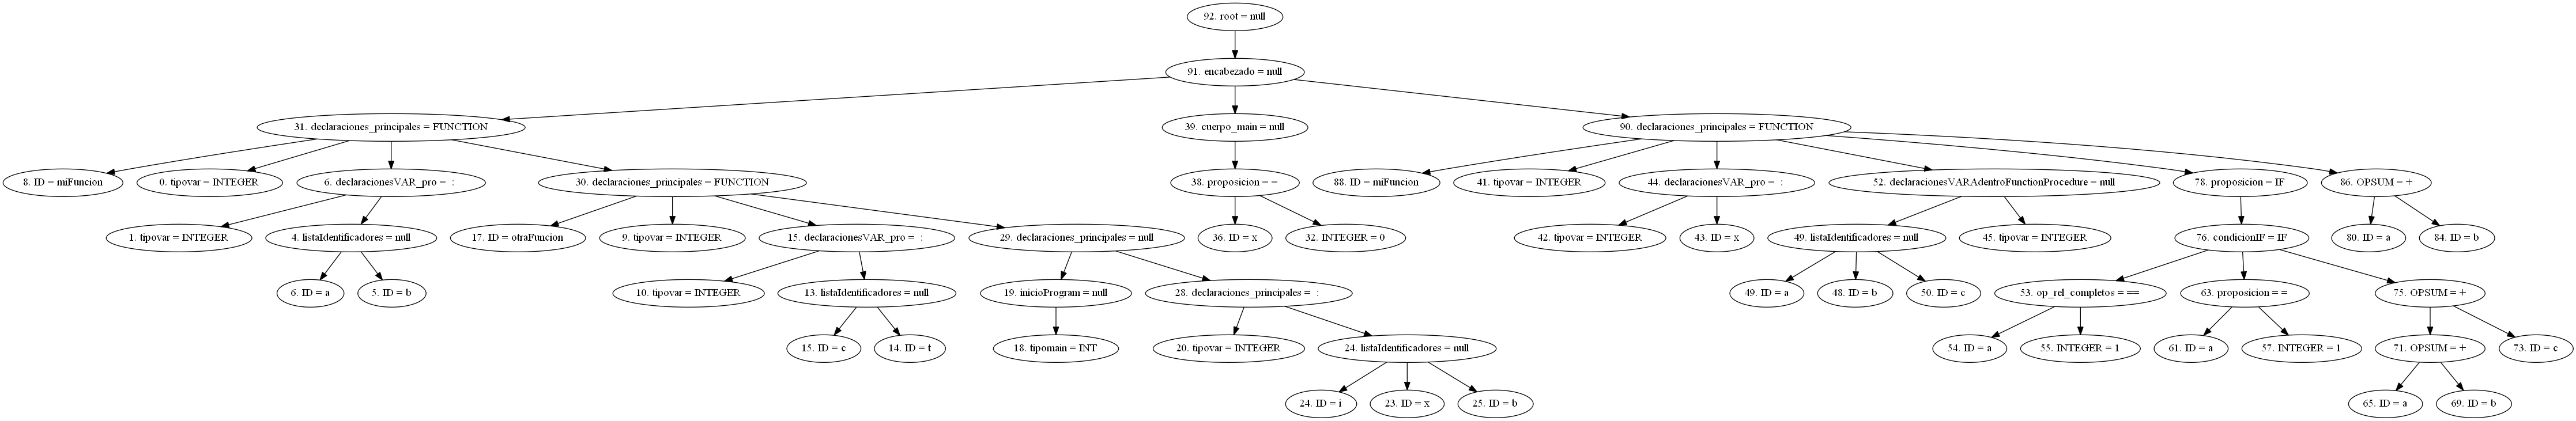 92. root = null
91. encabezado = null
31. declaraciones_principales = FUNCTION
39. cuerpo_main = null
90. declaraciones_principales = FUNCTION
8. ID = miFuncion
0. tipovar = INTEGER
6. declaracionesVAR_pro = :
30. declaraciones_principales = FUNCTION
38. proposicion = =
88. ID = miFuncion
41. tipovar = INTEGER
44. declaracionesVAR_pro = :
52. declaracionesVARAdentroFunctionProcedure = null
78. proposicion = IF
86. OPSUM = +
1. tipovar = INTEGER
4. listaIdentificadores = null
17. ID = otraFuncion
9. tipovar = INTEGER
15. declaracionesVAR_pro = :
29. declaraciones_principales = null
36. ID = x
32. INTEGER = 0
42. tipovar = INTEGER
43. ID = x
49. listaIdentificadores = null
45. tipovar = INTEGER
76. condicionIF = IF
80. ID = a
84. ID = b
6. ID = a
5. ID = b
10. tipovar = INTEGER
13. listaIdentificadores = null
19. inicioProgram = null
28. declaraciones_principales = :
49. ID = a
48. ID = b
50. ID = c
53. op_rel_completos = ==
63. proposicion = =
75. OPSUM = +
15. ID = c
14. ID = t
18. tipomain = INT
20. tipovar = INTEGER
24. listaIdentificadores = null
54. ID = a
55. INTEGER = 1
61. ID = a
57. INTEGER = 1
71. OPSUM = +
73. ID = c
24. ID = i
23. ID = x
25. ID = b
65. ID = a
69. ID = b